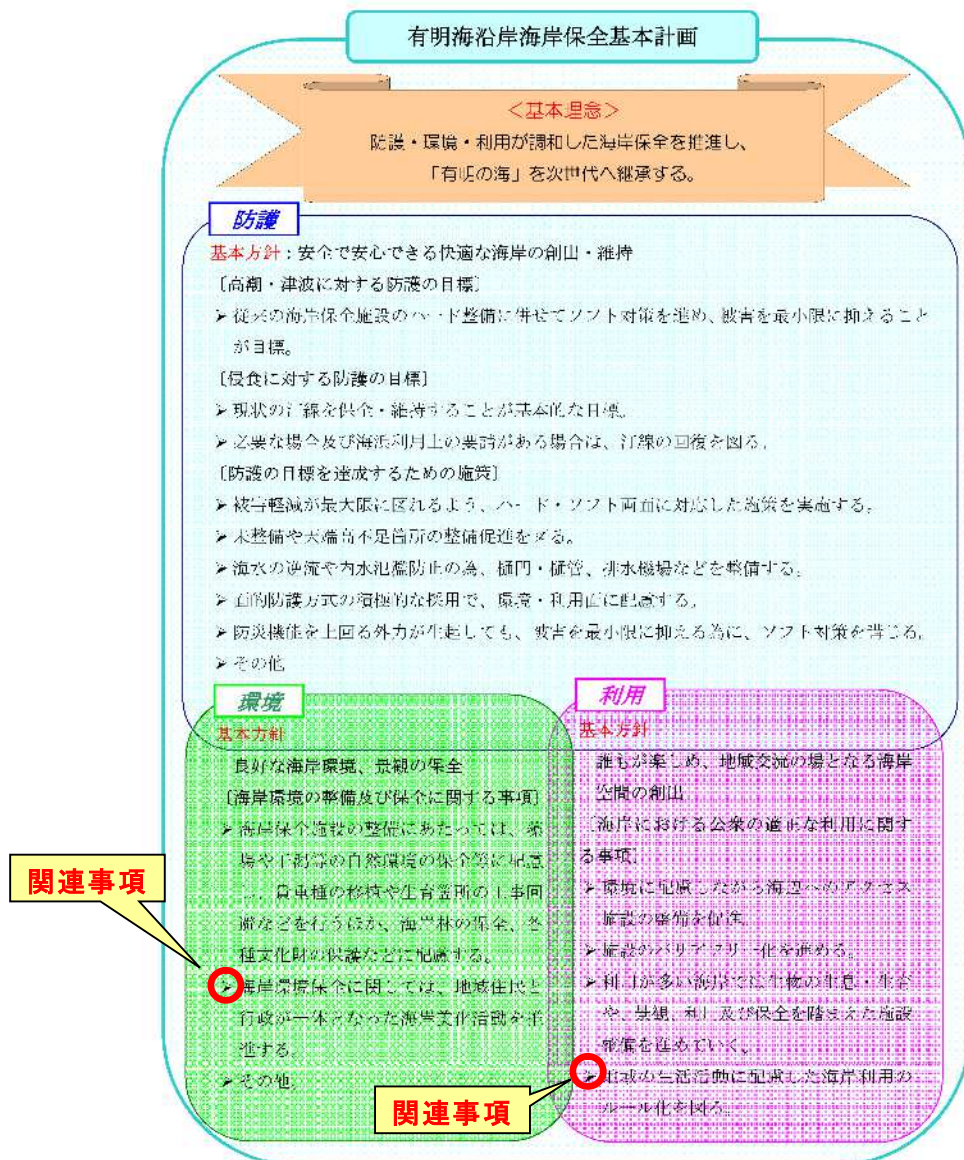 有明海沿岸海岸保全基本計画
＜基本理念＞
防護・環境・利用が調和した海岸保全を推進し、
「有明の海」を次世代へ継承する。
防護
基本方針：安全で安心できる快適な海岸の創出・維持
〔高潮・津波に対する防護の目標〕
➢従来の海岸保全施設のハード整備に併せてソフト対策を進め、被害を最小限に抑えること
が目標。
〔侵食に対する防護の目標〕
➢現状の汀線を保全・維持することが基本的な目標。
➢必要な場合及び海浜利用上の要請がある場合は、汀線の回復を図る。
〔防護の目標を達成するための施策〕
➢被害軽減が最大限に図れるよう、ハード・ソフト両面に対応した施策を実施する。
➢未整備や天端高不足箇所の整備促進を図る。
➢海水の逆流や内水氾濫防止の為、樋門・樋管、排水機場などを整備する。
➢面的防護方式の積極的な採用で、環境・利用面に配慮する。
➢防災機能を上回る外力が生起しても、被害を最小限に抑える為に、ソフト対策を講じる。
➢その他
環境
基本方針
良好な海岸環境、景観の保全
〔海岸環境の整備及び保全に関する事項〕
➢海岸保全施設の整備にあたっては、藻
場や干潟等の自然環境の保全等に配慮
し、貴重種の移植や生育箇所の工事回
避などを行うほか、海岸林の保全、各
種文化財の保護などに配慮する。
➢海岸環境保全に関しては、地域住民と
行政が一体となった海岸美化活動を推
進する。
➢その他。
関連事項
利用
基本方針
誰もが楽しめ、地域交流の場となる海岸
空間の創出
〔海岸における公衆の適正な利用に関す
る事項〕
➢環境に配慮しながら海辺へのアクセス
施設の整備を促進
➢施設のバリアフリー化を進める。
➢利用が多い海岸では生物の生息・生育
や、景観、利用及び保全を踏まえた施設
整備を進めていく、
➢地域の生活活動に配慮した海岸利用の
ルール化を図る。
関連事項